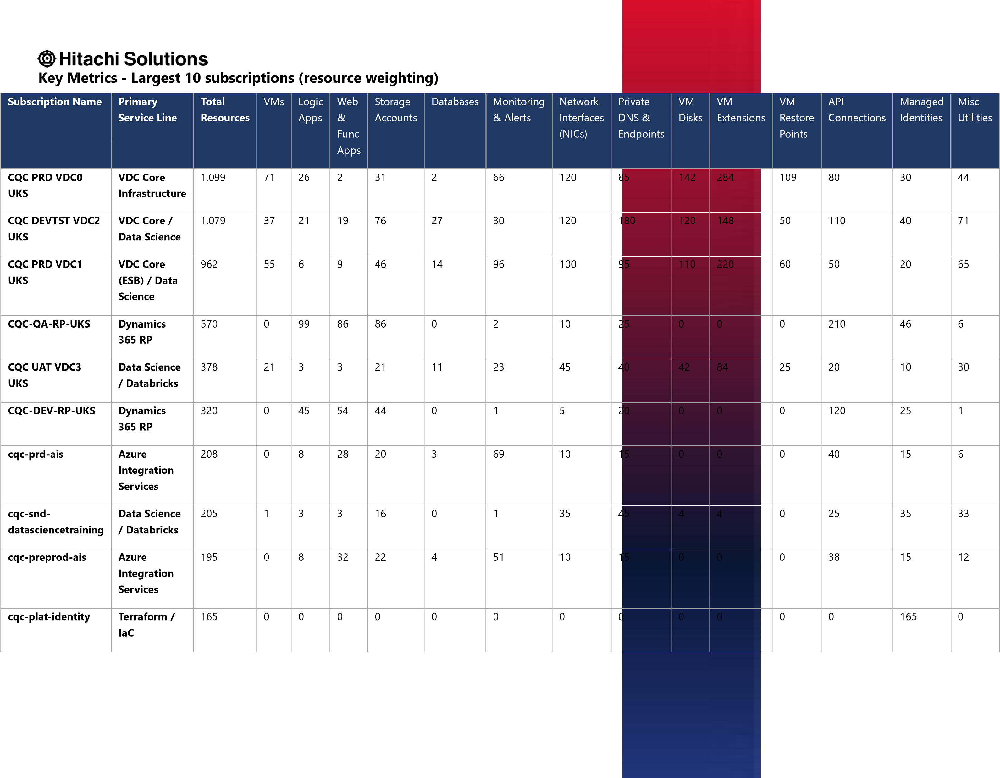 Hitachi Solutions
Key Metrics - Largest 10 subscriptions (resource weighting)
Subscription Name Primary Total VMs Logic Web Storage Databases Monitoring Network Private VM VM VM API Managed Misc
Service Line Resources Apps & Accounts & Alerts Interfaces DNS & Disks Extensions Restore Connections Identities Utilities
Func (NICs) Endpoints Points
Apps
CQC PRD VDC0 VDC Core 1,099 71 26 2 31 2 66 120 85 142 284 109 80 30 44
UKS Infrastructure
CQC DEVTST VDC2 VDC Core / 1,079 37 21 19 76 27 30 120 180 120 148 50 110 40 71
UKS Data Science
CQC PRD VDC1 VDC Core 962 55 6 9 46 14 96 100 95 110 220 60 50 20 65
UKS (ESB) / Data
Science
CQC-QA-RP-UKS Dynamics 570 0 99 86 86 0 2 10 25 0 0 0 210 46 6
365 RP
CQC UAT VDC3 Data Science 378 21 3 3 21 11 23 45 40 42 84 25 20 10 30
UKS / Databricks
CQC-DEV-RP-UKS Dynamics 320 0 45 54 44 0 1 5 20 0 0 0 120 25 1
365 RP
cqc-prd-ais Azure 208 0 8 28 20 3 69 10 15 0 0 0 40 15 6
Integration
Services
cqc-snd- Data Science 205 1 3 3 16 0 1 35 45 4 4 0 25 35 33
datasciencetraining / Databricks
cqc-preprod-ais Azure 195 0 8 32 22 4 51 10 15 0 0 0 38 15 12
Integration
Services
cqc-plat-identity Terraform / 165 0 0 0 0 0 0 0 0 0 0 0 0 165 0
IaC